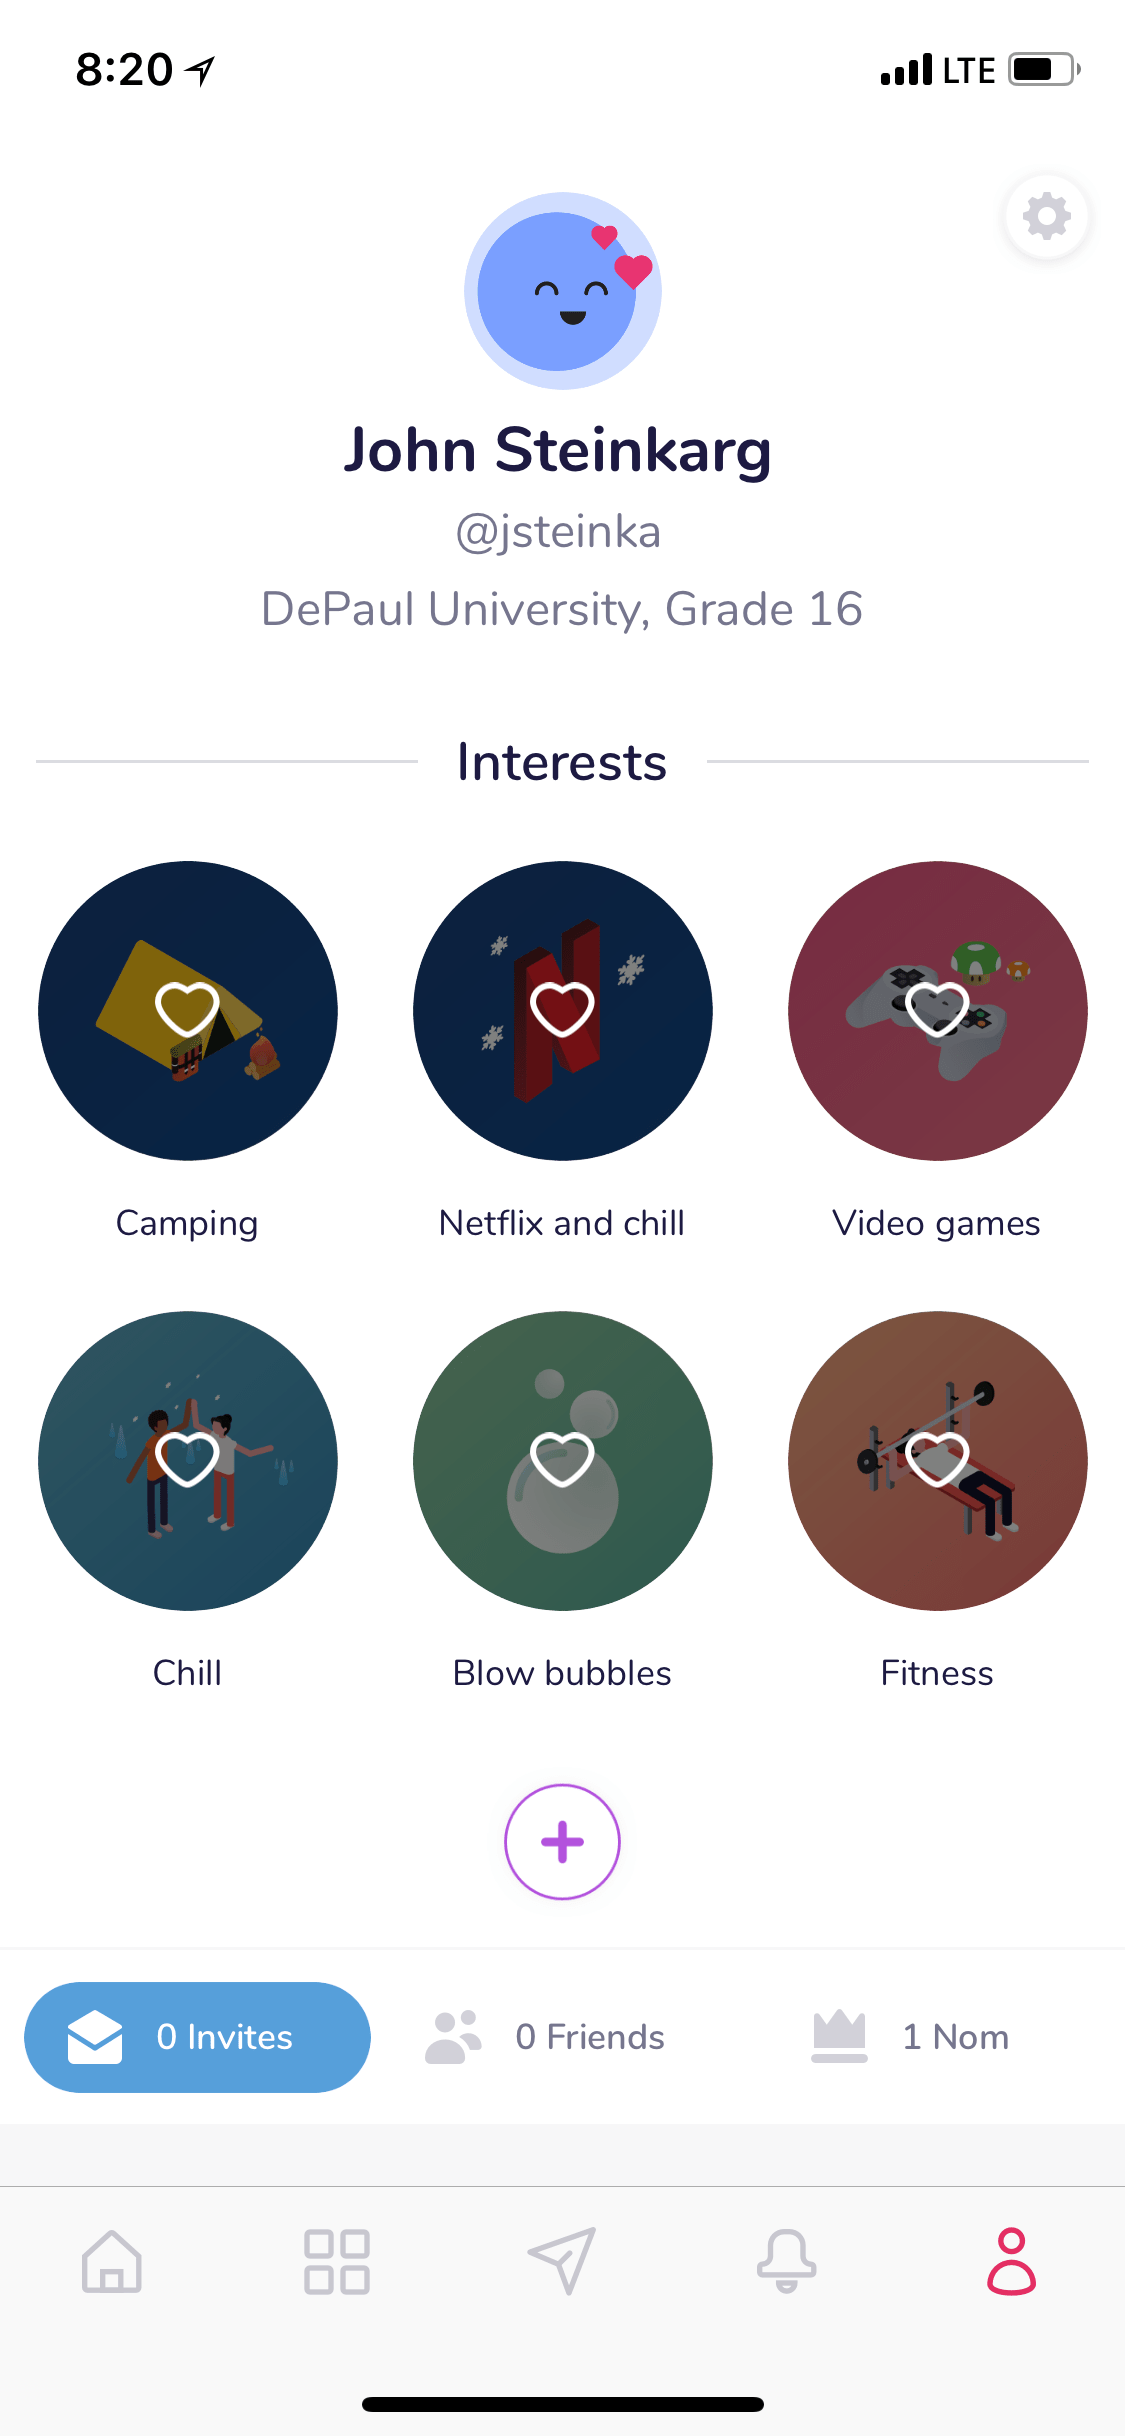 8:20 LTE
John Steinkarg
@jsteinka
DePaul University, Grade 16
Interests
Camping Netflix and chill Video games
Chill Blow bubbles Fitness
0 Invites 0 Friends 1 Nom